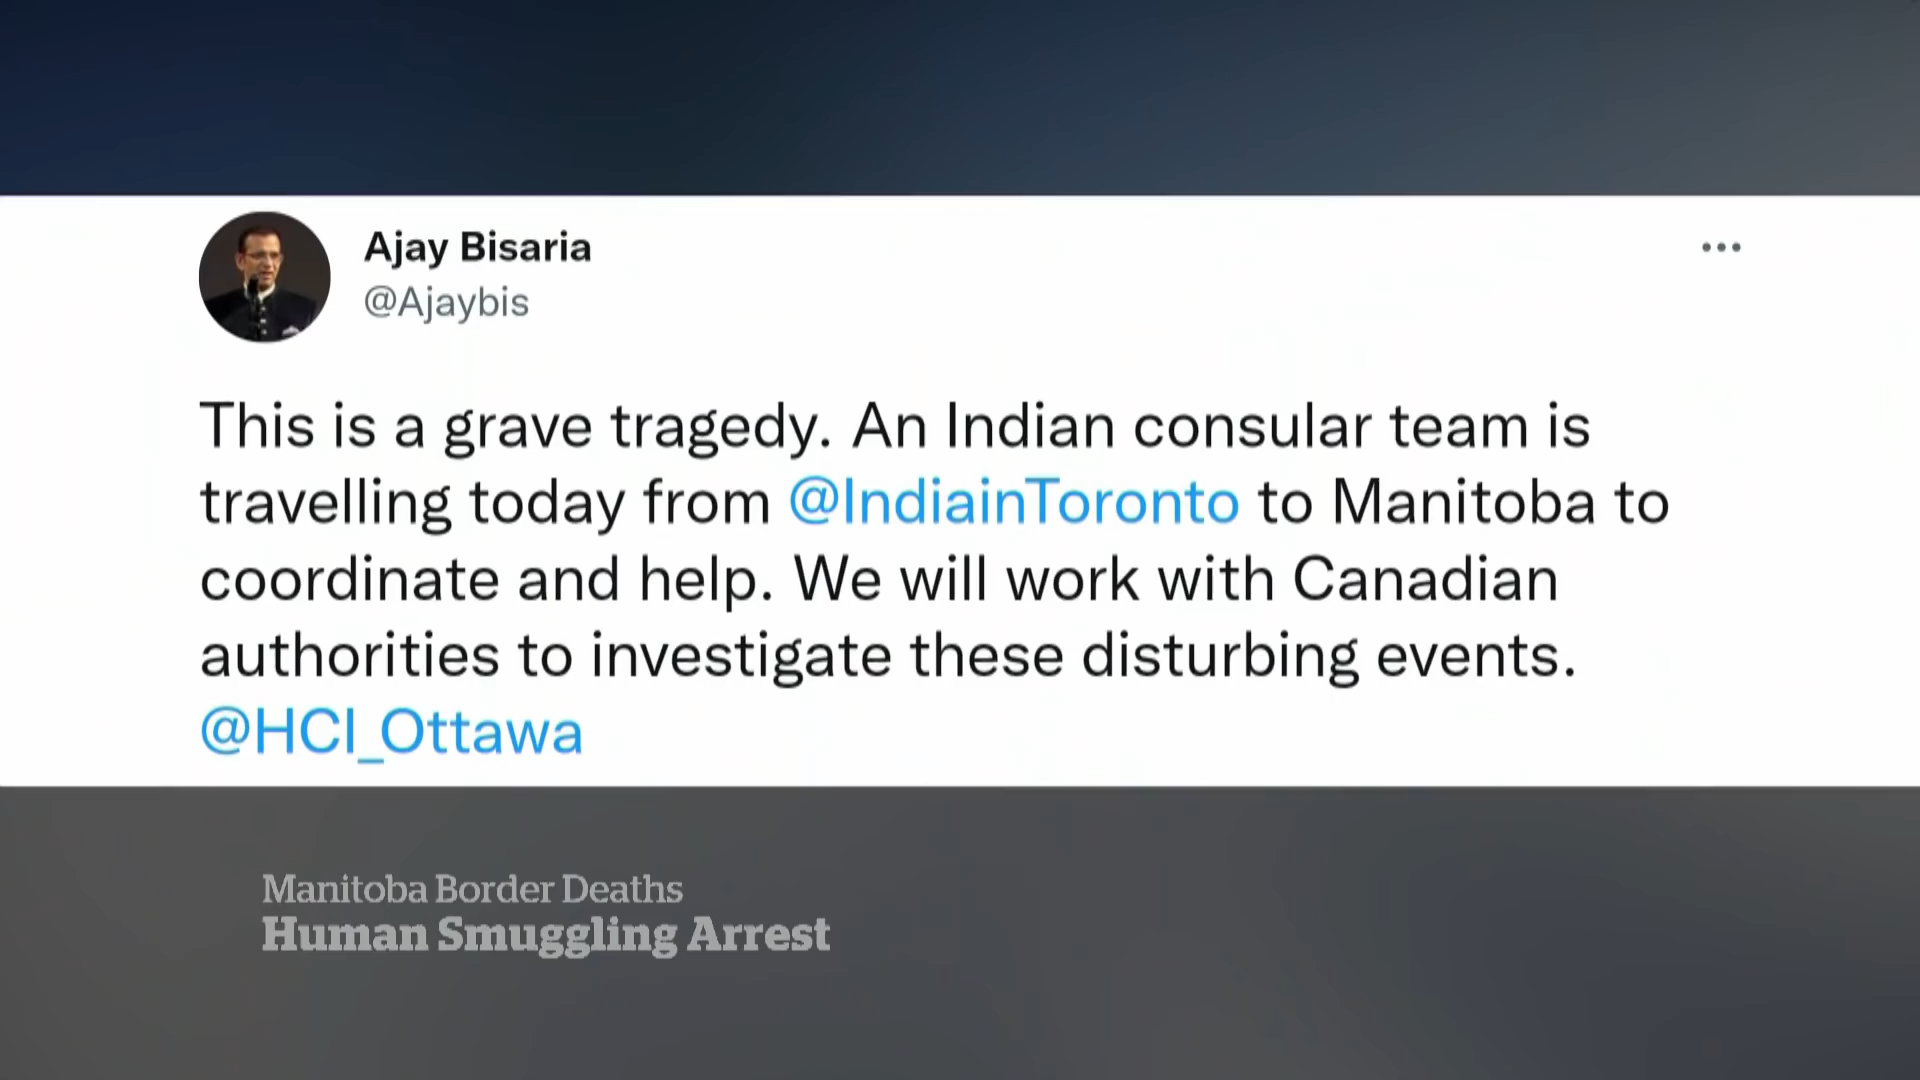 Ajay Bisaria
@Ajaybis
This is a grave tragedy. An Indian consular team is
travelling today from @IndiainToronto to Manitoba to
coordinate and help. We will work with Canadian
authorities to investigate these disturbing events.
@HCI_Ottawa
Manitoba Border Deaths
Human Smuggling Arrest